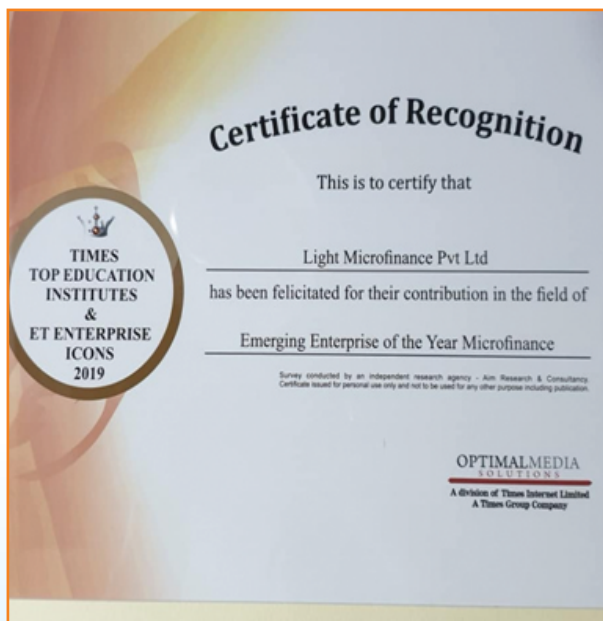 Certificate of Recognition
This is to certify that
TIMES
TOP EDUCATION
INSTITUTES
&
ET ENTERPRISE
ICONS
2019
Light Microfinance Pvt Ltd
has been felicitated for their contribution in the field of
Emerging Enterprise of the Year Microfinance
Survey conducted by an independent research agency - Aim Research & Consultancy.
Certificate issued for personal use only and not to be used for any other purpose including publication.
OPTIMALMEDIA
SOLUTIONS
A division of Times Internet Limited
A Times Group Company